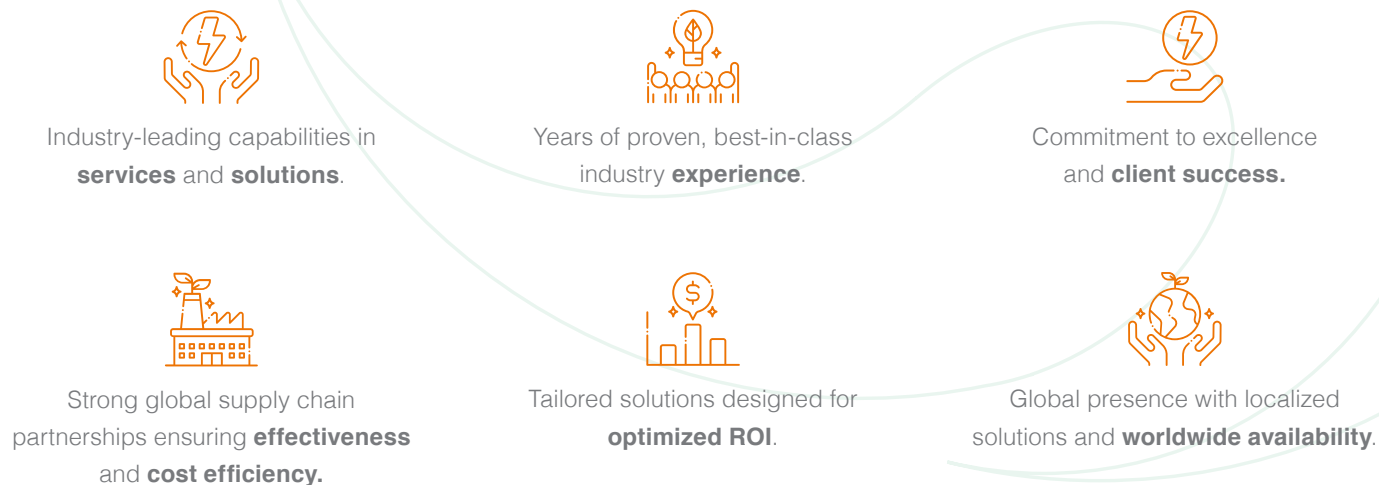 Industry-leading capabilities in
services and solutions.
Years of proven, best-in-class
industry experience.
Commitment to excellence
and client success.
Strong global supply chain
partnerships ensuring effectiveness
and cost efficiency.
$
Tailored solutions designed for
optimized ROI.
Global presence with localized
solutions and worldwide availability.